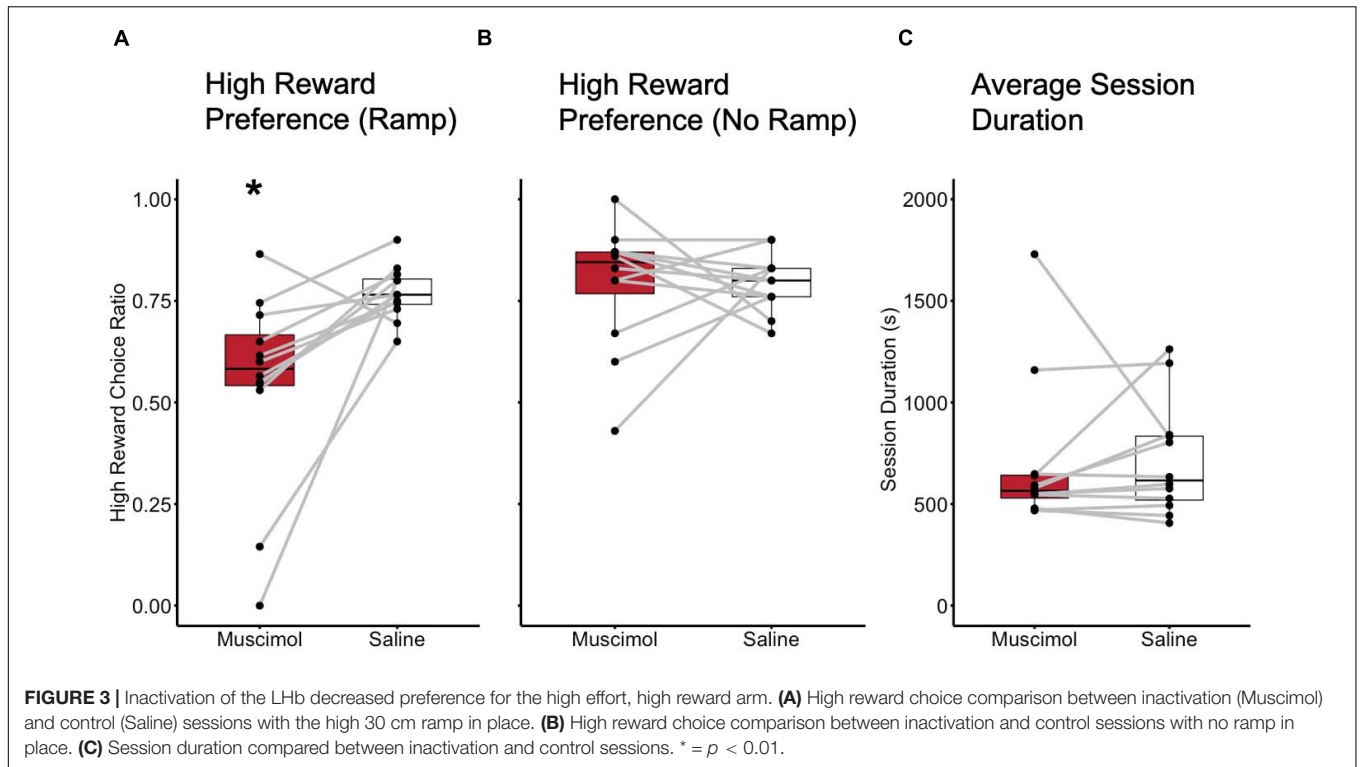 A
B
C
High Reward
Preference (Ramp)
High Reward
Preference (No Ramp)
Average Session
Duration
*
High Reward Choice Ratio
1.00
0.75
0.50
0.25
0.00
Muscimol
Saline
Muscimol
Saline
Session Duration (s)
2000
1500
1000
500
0
Muscimol
Saline
FIGURE 3 | Inactivation of the LHb decreased preference for the high effort, high reward arm. (A) High reward choice comparison between inactivation (Muscimol)
and control (Saline) sessions with the high 30 cm ramp in place. (B) High reward choice comparison between inactivation and control sessions with no ramp in
place. (C) Session duration compared between inactivation and control sessions. * = p < 0.01.